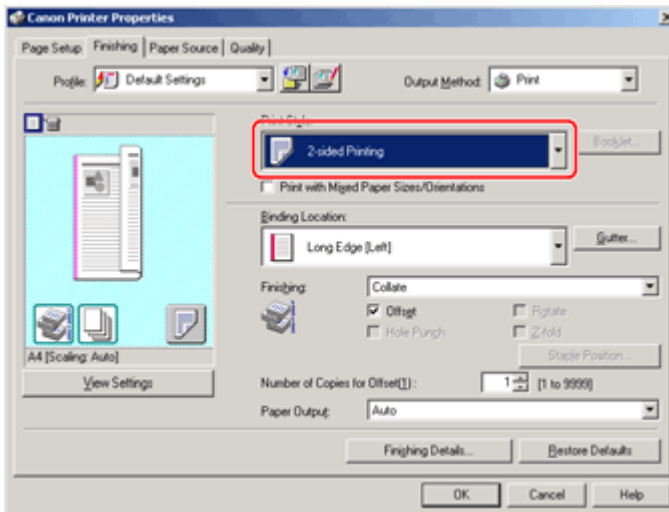 Canon Printer Properties
Page Setup Finishing Paper Source Quality
Profile: Default Settings Output Method: Print
Print Style:
2-sided Printing Booklet...
Print with Mixed Paper Sizes/Orientations
Binding Location:
Long Edge [Left] Gutter...
Finishing: Collate
Offset Rotate
Hole Punch Z-fold
Staple Position...
A4 [Scaling: Auto]
View Settings
Number of Copies for Offset(1) : 1 [1 to 9999]
Paper Output: Auto
Finishing Details... Restore Defaults
OK Cancel Help